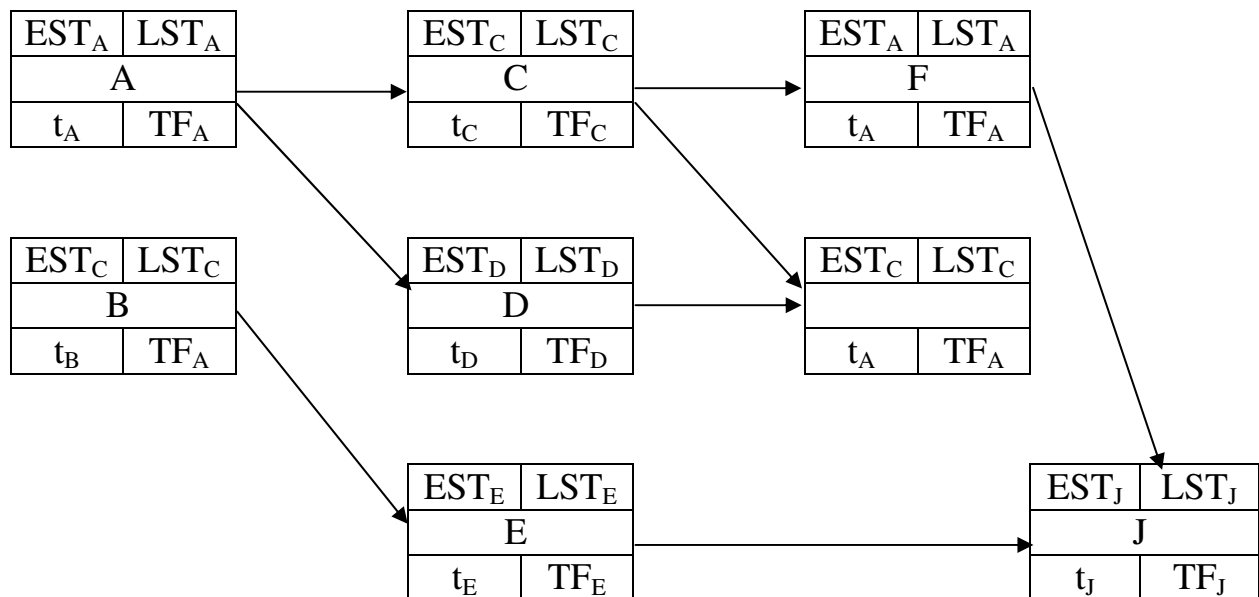 EST_A LST_A EST_C LST_C EST_A LST_A
A C F
t_A TF_A t_C TF_C t_A TF_A
EST_C LST_C EST_D LST_D EST_C LST_C
B D
t_B TF_A t_D TF_D t_A TF_A
EST_E LST_E EST_J LST_J
E J
t_E TF_E t_J TF_J